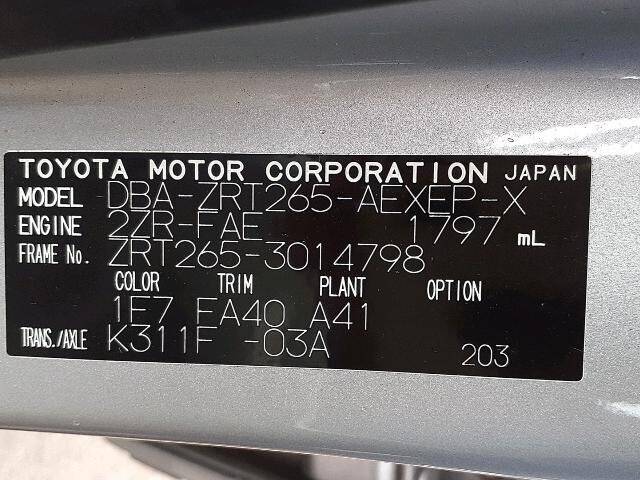 TOYOTA MOTOR CORPORATION JAPAN
MODEL DBA-ZRT265-AEXEP-X
ENGINE 2ZR-FAE 1797 mL
FRAME No. ZRT265-3014798
COLOR TRIM PLANT OPTION
1E7 FA40 A41
TRANS./AXLE K311F -03A 203